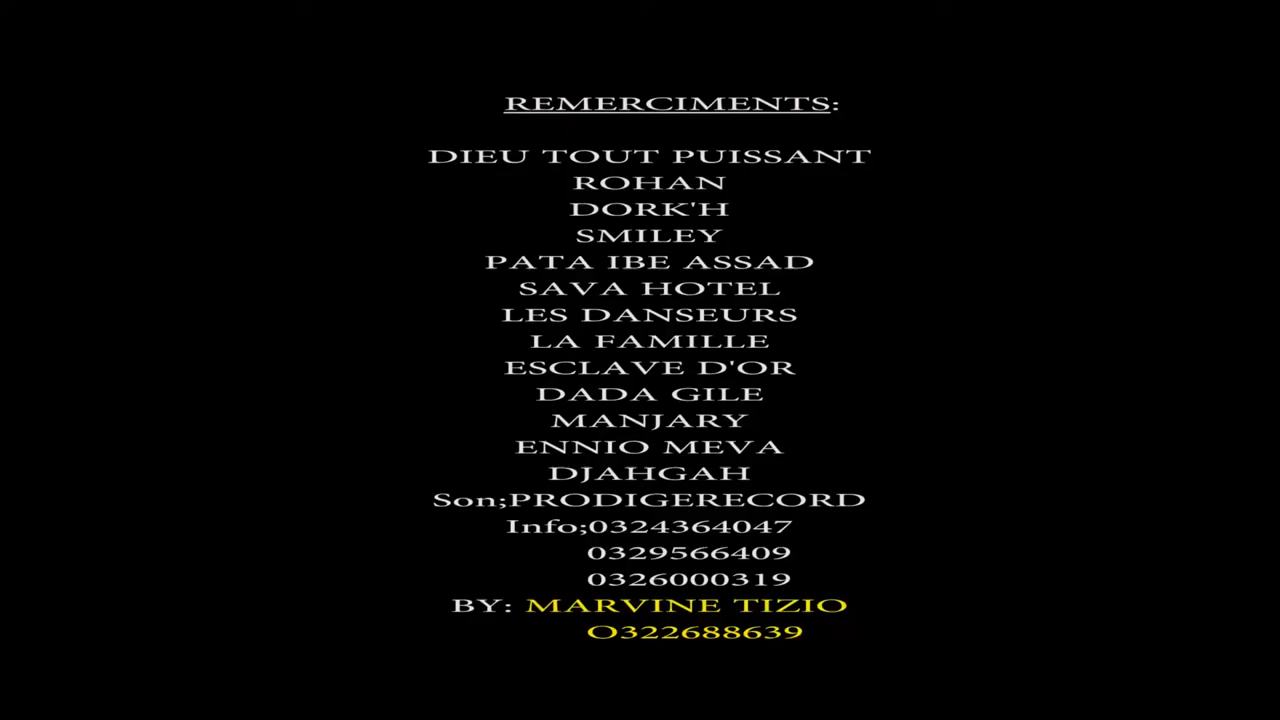 REMERCIMENTS:
DIEU TOUT PUISSANT
ROHAN
DORK'H
SMILEY
PATA IBE ASSAD
SAVA HOTEL
LES DANSEURS
LA FAMILLE
ESCLAVE D'OR
DADA GILE
MANJARY
ENNIO MEVA
DJAHGAH
Son;PRODIGERECORD
Info;0324364047
0329566409
0326000319
BY: MARVINE TIZIO
O322688639